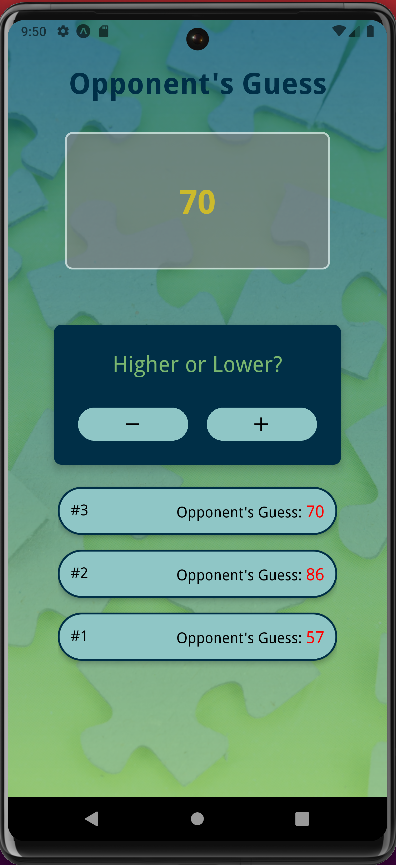 9:50
Opponent's Guess
70
Higher or Lower?
− +
#3 Opponent's Guess: 70
#2 Opponent's Guess: 86
#1 Opponent's Guess: 57